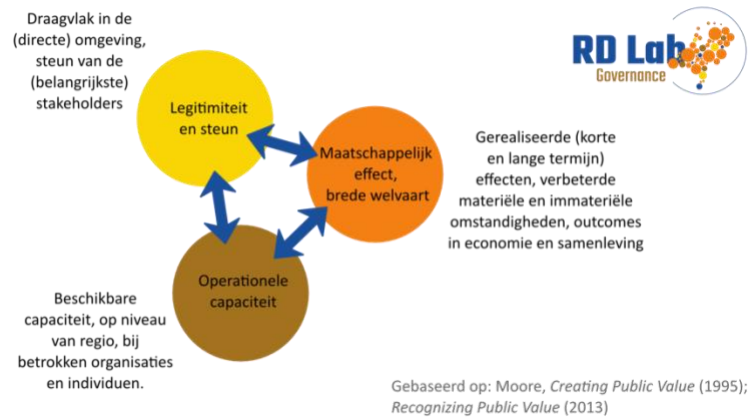 Draagvlak in de
(directe) omgeving,
steun van de
(belangrijkste)
stakeholders
RD Lab
Governance
Legitimiteit
en steun
Maatschappelijk
effect,
brede welvaart
Gerealiseerde (korte
en lange termijn)
effecten, verbeterde
materiële en immateriële
omstandigheden, outcomes
in economie en samenleving
Operationele
capaciteit
Beschikbare
capaciteit, op niveau
van regio, bij
betrokken organisaties
en individuen.
Gebaseerd op: Moore, Creating Public Value (1995);
Recognizing Public Value (2013)